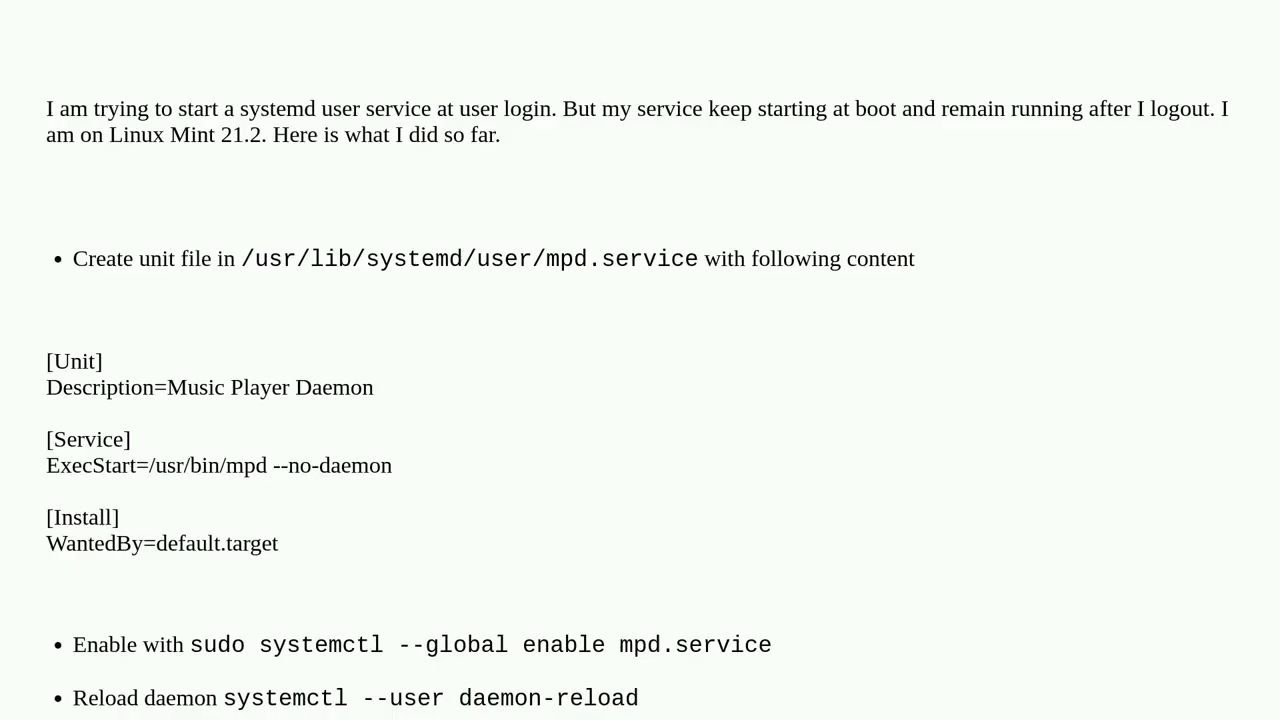 I am trying to start a systemd user service at user login. But my service keep starting at boot and remain running after I logout. I
am on Linux Mint 21.2. Here is what I did so far.
• Create unit file in /usr/lib/systemd/user/mpd.service with following content
[Unit]
Description=Music Player Daemon
[Service]
ExecStart=/usr/bin/mpd --no-daemon
[Install]
WantedBy=default.target
• Enable with sudo systemctl --global enable mpd.service
• Reload daemon systemctl --user daemon-reload